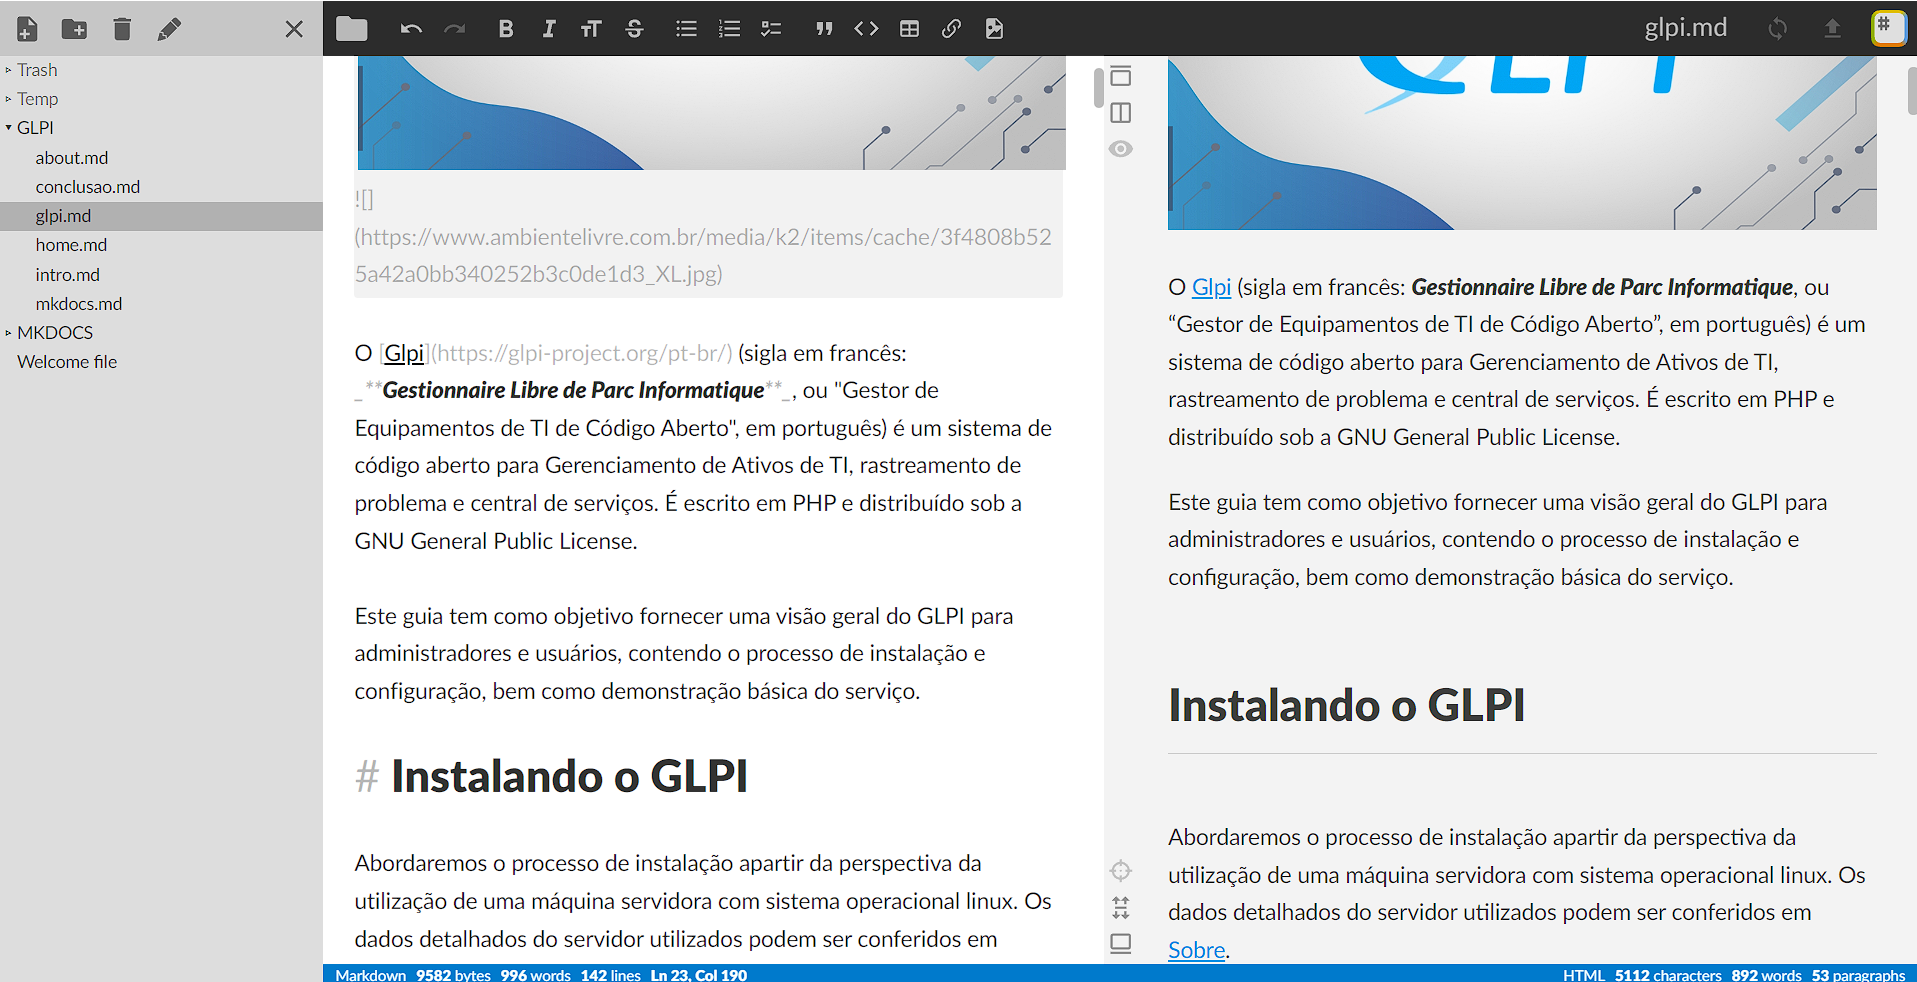 glpi.md
#
Trash
Temp
GLPI
about.md
conclusao.md
glpi.md
home.md
intro.md
mkdocs.md
MKDOCS
Welcome file
![]
(https://www.ambientelivre.com.br/media/k2/items/cache/3f4808b52
5a42a0bb340252b3c0de1d3_XL.jpg)
O [Glpi](https://glpi-project.org/pt-br/) (sigla em francês:
_**Gestionnaire Libre de Parc Informatique**_, ou "Gestor de
Equipamentos de TI de Código Aberto", em português) é um sistema de
código aberto para Gerenciamento de Ativos de TI, rastreamento de
problema e central de serviços. É escrito em PHP e distribuído sob a
GNU General Public License.
Este guia tem como objetivo fornecer uma visão geral do GLPI para
administradores e usuários, contendo o processo de instalação e
configuração, bem como demonstração básica do serviço.
# Instalando o GLPI
Abordaremos o processo de instalação apartir da perspectiva da
utilização de uma máquina servidora com sistema operacional linux. Os
dados detalhados do servidor utilizados podem ser conferidos em
GLPI
O Glpi (sigla em francês: Gestionnaire Libre de Parc Informatique, ou
“Gestor de Equipamentos de TI de Código Aberto”, em português) é um
sistema de código aberto para Gerenciamento de Ativos de TI,
rastreamento de problema e central de serviços. É escrito em PHP e
distribuído sob a GNU General Public License.
Este guia tem como objetivo fornecer uma visão geral do GLPI para
administradores e usuários, contendo o processo de instalação e
configuração, bem como demonstração básica do serviço.
Instalando o GLPI
Abordaremos o processo de instalação apartir da perspectiva da
utilização de uma máquina servidora com sistema operacional linux. Os
dados detalhados do servidor utilizados podem ser conferidos em
Sobre.
Markdown 9582 bytes 996 words 142 lines Ln 23, Col 190
HTML 5112 characters 892 words 53 paragraphs